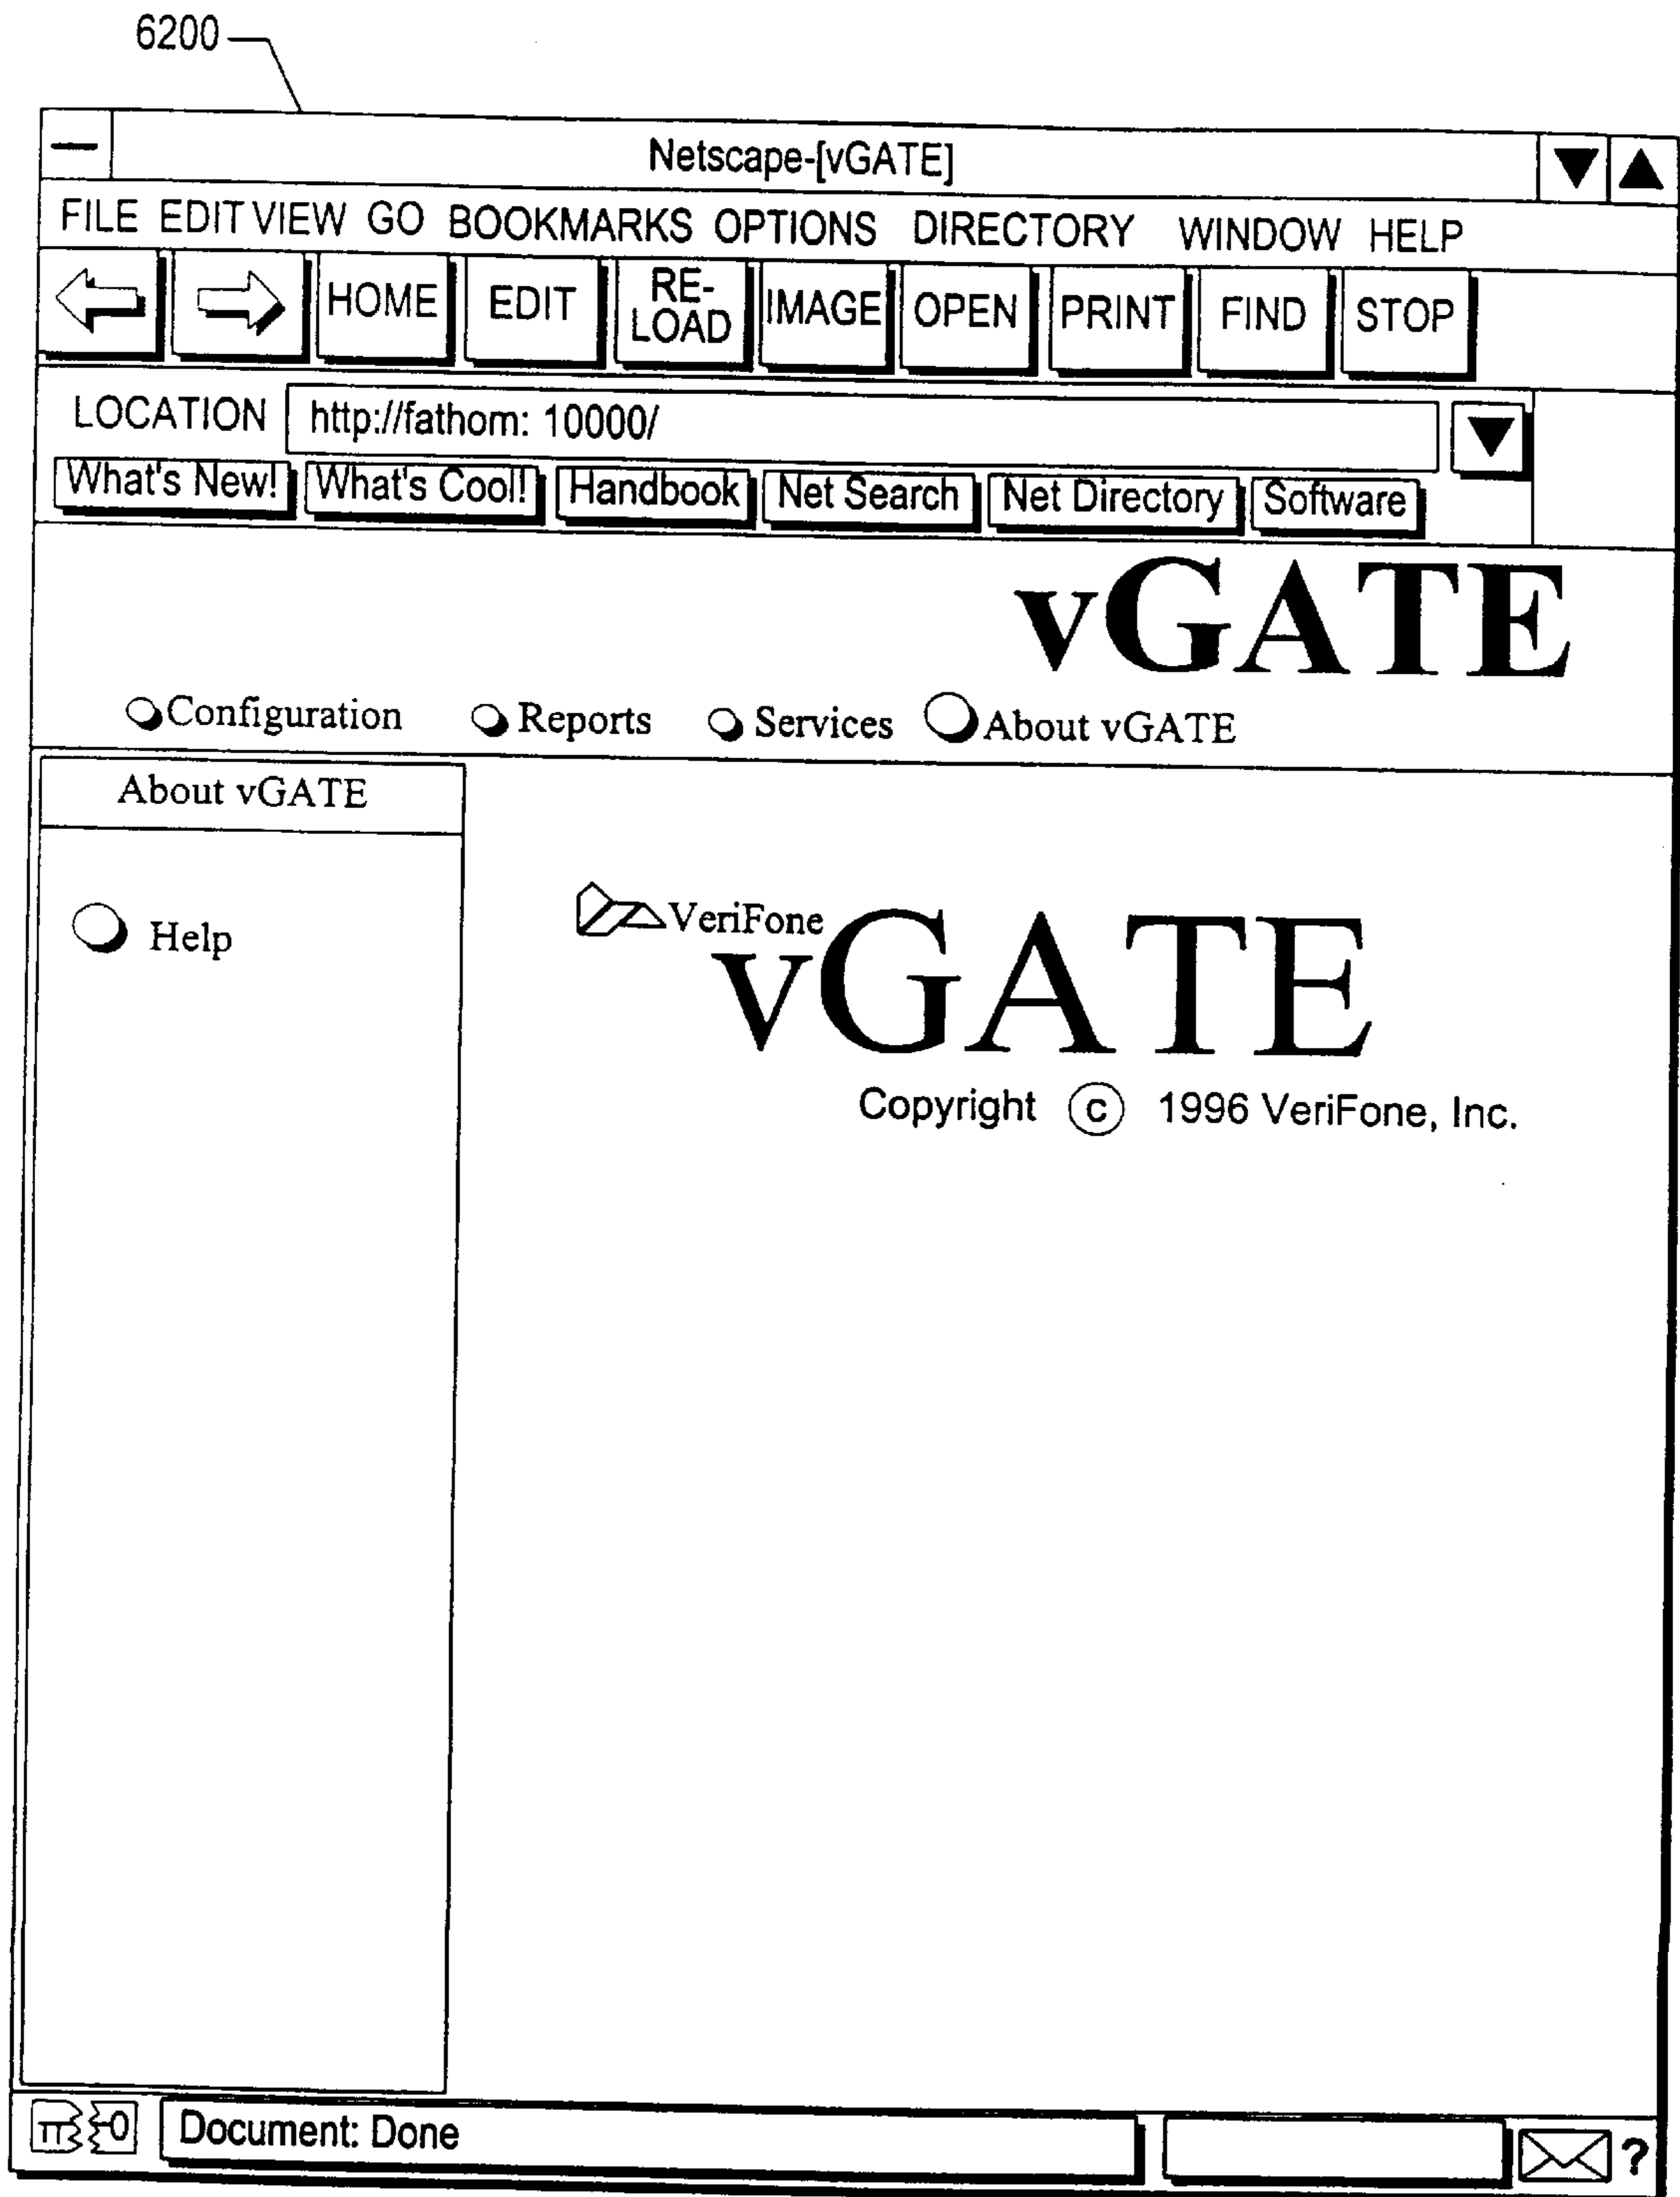 6200
Netscape-[vGATE]
FILE EDIT VIEW GO BOOKMARKS OPTIONS DIRECTORY WINDOW HELP
HOME EDIT RE-LOAD IMAGE OPEN PRINT FIND STOP
LOCATION http://fathom: 10000/
What's New! What's Cool! Handbook Net Search Net Directory Software
vGATE
Configuration Reports Services About vGATE
About vGATE
Help
VeriFone
vGATE
Copyright © 1996 VeriFone, Inc.
Document: Done
?